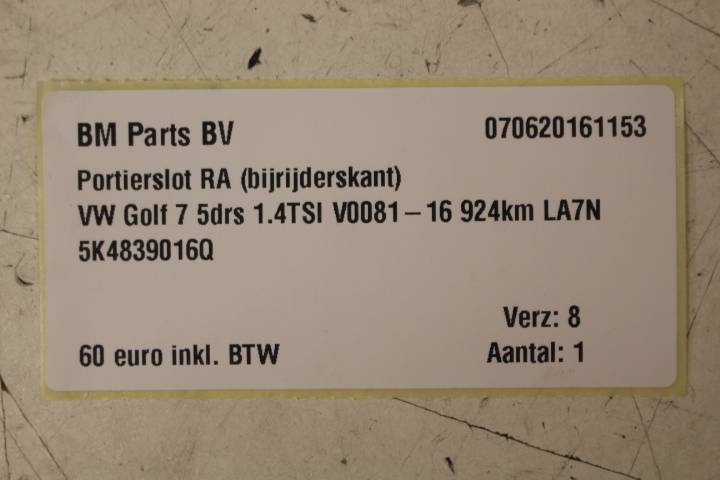 BM Parts BV 070620161153
Portierslot RA (bijrijderskant)
VW Golf 7 5drs 1.4TSI V0081-16 924km LA7N
5K4839016Q
Verz: 8
60 euro inkl. BTW Aantal: 1